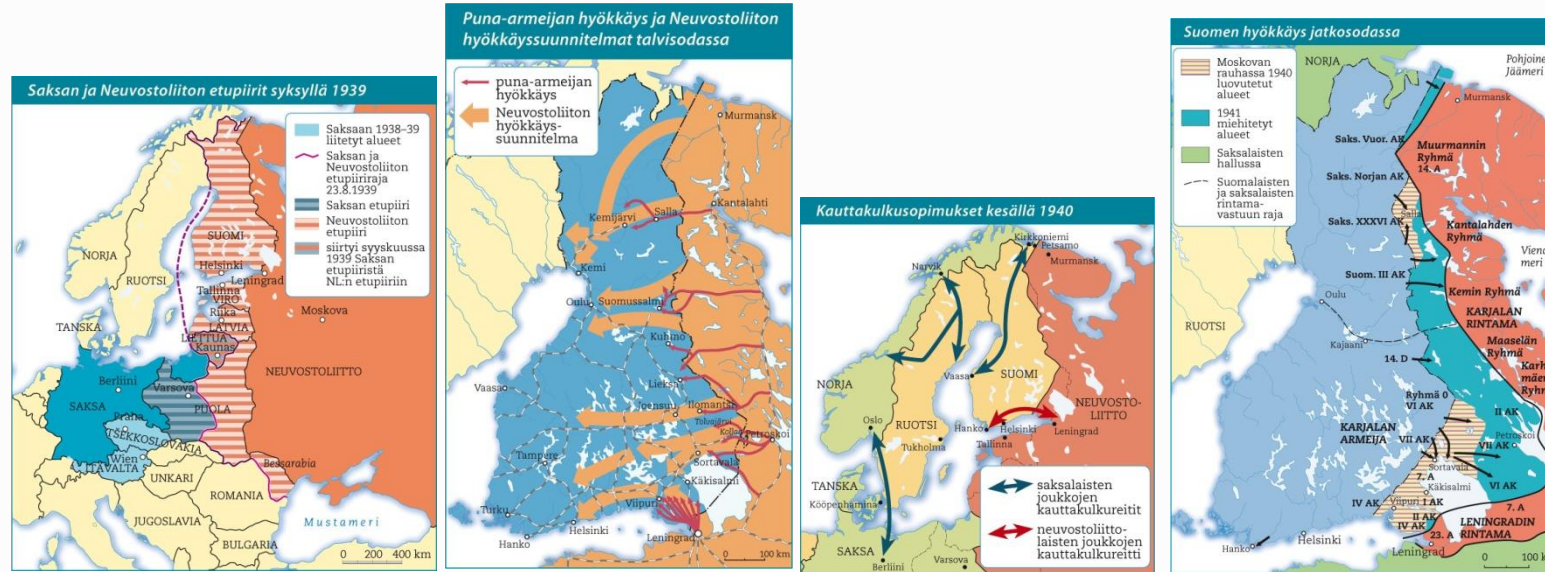 Saksan ja Neuvostoliiton etupiirit syksyllä 1939
Saksaan 1938–39
liitetyt alueet
Saksan ja
Neuvostoliiton
etupiiriraja
23.8.1939
Saksan etupiiri
Neuvostoliiton
etupiiri
siirtyi syyskuussa
1939 Saksan
etupiiristä
NL:n etupiiriin
NORJA
RUOTSI
SUOMI
Helsinki
Leningrad
Tallinna
VIRO
Riika
LATVIA
Moskova
TANSKA
LIETTUA
Kaunas
NEUVOSTOLIITTO
Berliini
Varsova
SAKSA
PUOLA
Praha
TSEKKOSLOVAKIA
Wien
ITÄVALTA
Bessarabia
UNKARI
ROMANIA
JUGOSLAVIA
Mustameri
BULGARIA
0 200 400 km
Puna-armeijan hyökkäys ja Neuvostoliiton
hyökkäyssuunnitelmat talvisodassa
puna-armeijan
hyökkäys
Neuvostoliiton
hyökkäys-
suunnitelma
Murmansk
Kantalahti
Kemijärvi
Salla
Kemi
Oulu
Suomussalmi
Kuhmo
Vaasa
Lieksa
Joensuu
Ilomantsi
Tolvajärvi
Kollaa
Petroskoi
Tampere
Sortavala
Käkisalmi
Turku
Viipuri
Helsinki
Hanko
Leningrad
100 km
Kauttakulkusopimukset kesällä 1940
Kirkkoniemi
Petsamo
Murmansk
Narvik
Vaasa
SUOMI
NORJA
NEUVOSTO-
LIITTO
Oslo
RUOTSI
Hanko
Helsinki
Leningrad
Tallinna
Tukholma
TANSKA
Kööpenhamina
SAKSA
Berliini
Varsova
saksalaisten
joukkojen
kauttakulkureitit
neuvostoliitto-
laisten joukkojen
kauttakulkureitti
Suomen hyökkäys jatkosodassa
Moskovan
rauhassa 1940
luovutetut
alueet
1941
miehitetyt
alueet
Saksalaisten
hallussa
Suomalaisten
ja saksalaisten
rintama-
vastuun raja
NORJA
Pohjoine
Jäämeri
Murmansk
Saks. Vuor. AK
Muurmannin
Ryhmä
14. A
Saks. Norjan AK
Saks. XXXVI AK
Salla
Kantalahden
Ryhmä
Viena
meri
Suom. III AK
Kemin Ryhmä
Oulu
KARJALAN
RINTAMA
RUOTSI
Kajaani
Maaselän
Ryhmä
14. D
Karh
mäen
Ryhm
Ryhmä O
VI AK
II AK
KARJALAN
ARMEIJA
VII AK
Petroskoi
VII AK
Sortavala
7. A
VI AK
Käkisalmi
IV AK
Viipuri
I AK
7. A
II AK
IV AK
LENINGRADIN
RINTAMA
23. A
Hanko
Helsinki
Leningrad
0 100 k